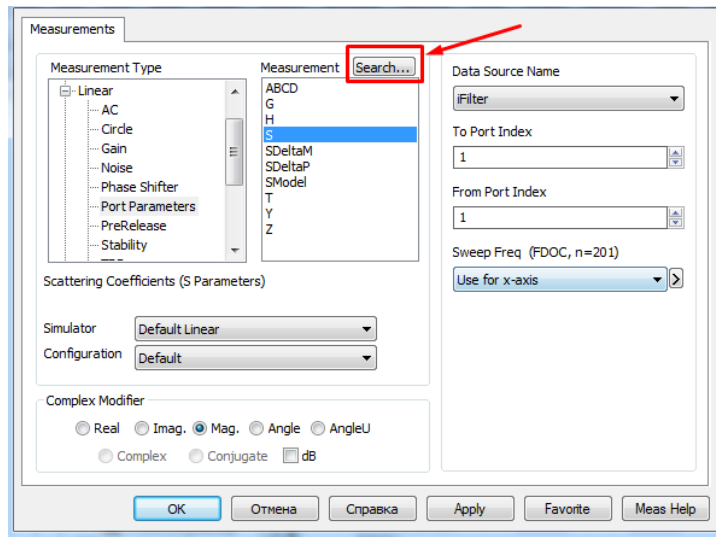 Measurements
Measurement Type
Linear
AC
Circle
Gain
Noise
Phase Shifter
Port Parameters
PreRelease
Stability
Measurement Search...
ABCD
G
H
S
SDeltaM
SDeltaP
SModel
T
Y
Z
Data Source Name
iFilter
To Port Index
1
From Port Index
1
Sweep Freq (FDOC, n=201)
Use for x-axis >
Scattering Coefficients (S Parameters)
Simulator Default Linear
Configuration Default
Complex Modifier
Real Imag. Mag. Angle AngleU
Complex Conjugate dB
OK Отмена Справка Apply Favorite Meas Help